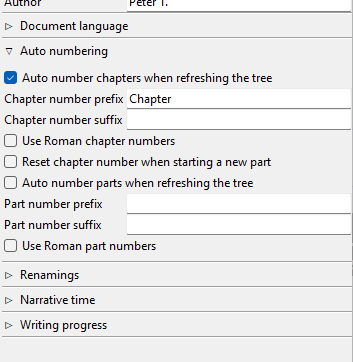 Author Peter T.
Document language
Auto numbering
Auto number chapters when refreshing the tree
Chapter number prefix Chapter
Chapter number suffix
Use Roman chapter numbers
Reset chapter number when starting a new part
Auto number parts when refreshing the tree
Part number prefix
Part number suffix
Use Roman part numbers
Renamings
Narrative time
Writing progress